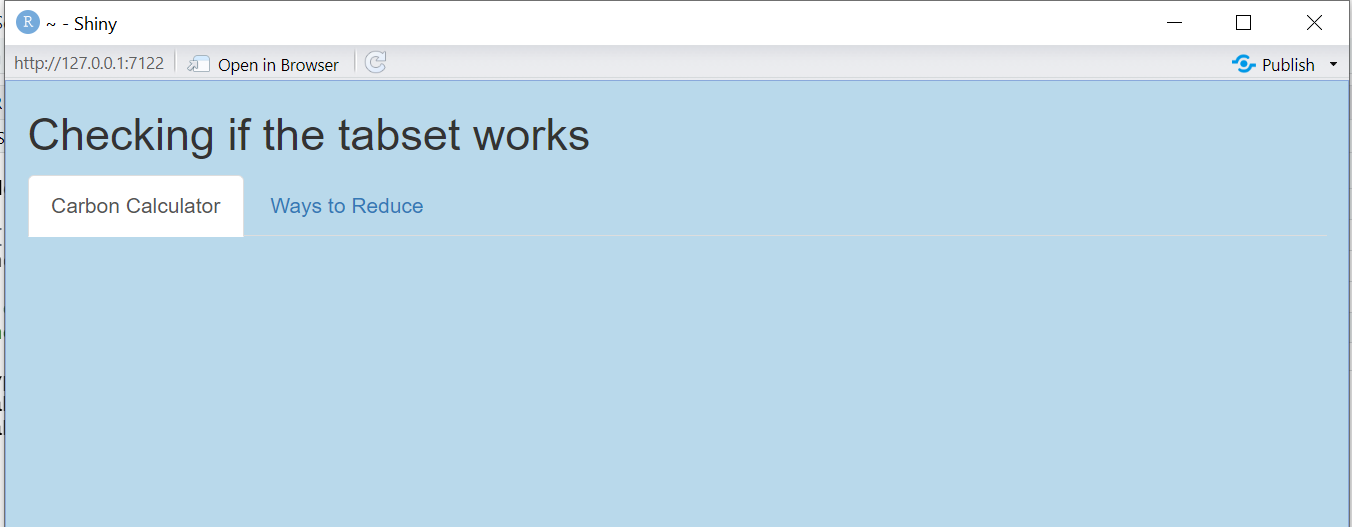 R ~ - Shiny
http://127.0.0.1:7122 Open in Browser Publish
Checking if the tabset works
Carbon Calculator Ways to Reduce